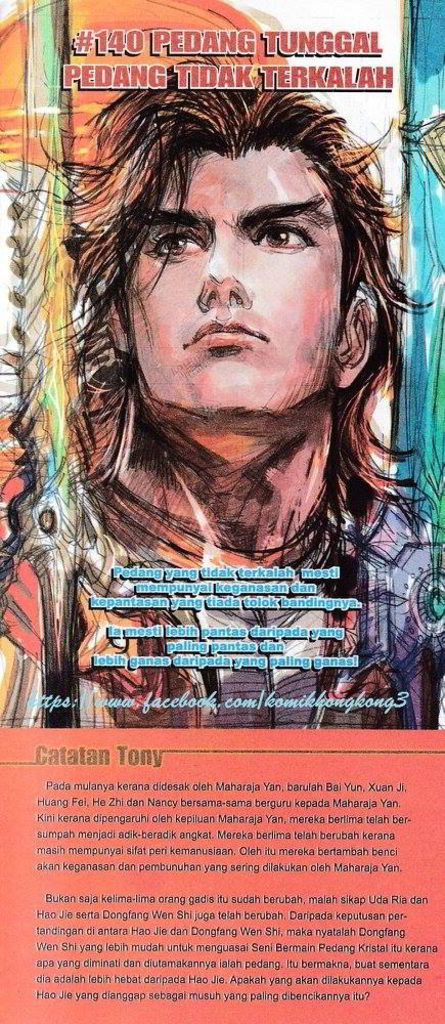 #140 PEDANG TUNGGAL
PEDANG TIDAK TERKALAH
Pedang yang tidak terkalah, mesti
mempunyai keganasan dan
kepantasan yang tiada tolok bandingnya.
Ia mesti lebih pantas daripada yang
paling pantas dan
lebih ganas daripada yang paling ganas!
https://www.facebook.com/komikhongkong3
Catatan Tony
Pada mulanya kerana didesak oleh Maharaja Yan, barulah Bai Yun, Xuan Ji,
Huang Fei, He Zhi dan Nancy bersama-sama berguru kepada Maharaja Yan.
Kini kerana dipengaruhi oleh kepiluan Maharaja Yan, mereka berlima telah ber-
sumpah menjadi adik-beradik angkat. Mereka berlima telah berubah kerana
masih mempunyai sifat peri kemanusiaan. Oleh itu mereka bertambah benci
akan keganasan dan pembunuhan yang sering dilakukan oleh Maharaja Yan.
Bukan saja kelima-lima orang gadis itu sudah berubah, malah sikap Uda Ria dan
Hao Jie serta Dongfang Wen Shi juga telah berubah. Daripada keputusan per-
tandingan di antara Hao Jie dan Dongfang Wen Shi, maka nyatalah Dongfang
Wen Shi yang lebih mudah untuk menguasai Seni Bermain Pedang Kristal itu kerana
apa yang diminati dan diutamakannya ialah pedang. Itu bermakna, buat sementara
dia adalah lebih hebat daripada Hao Jie. Apakah yang akan dilakukannya kepada
Hao Jie yang dianggap sebagai musuh yang paling dibencikannya itu?